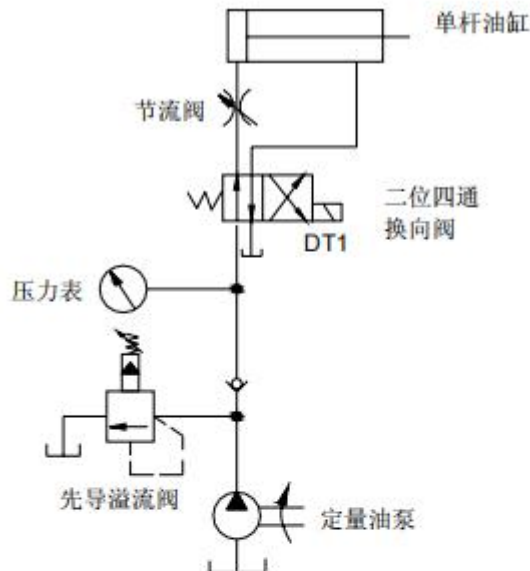 单杆油缸
节流阀
二位四通
换向阀
DT1
压力表
先导溢流阀
定量油泵